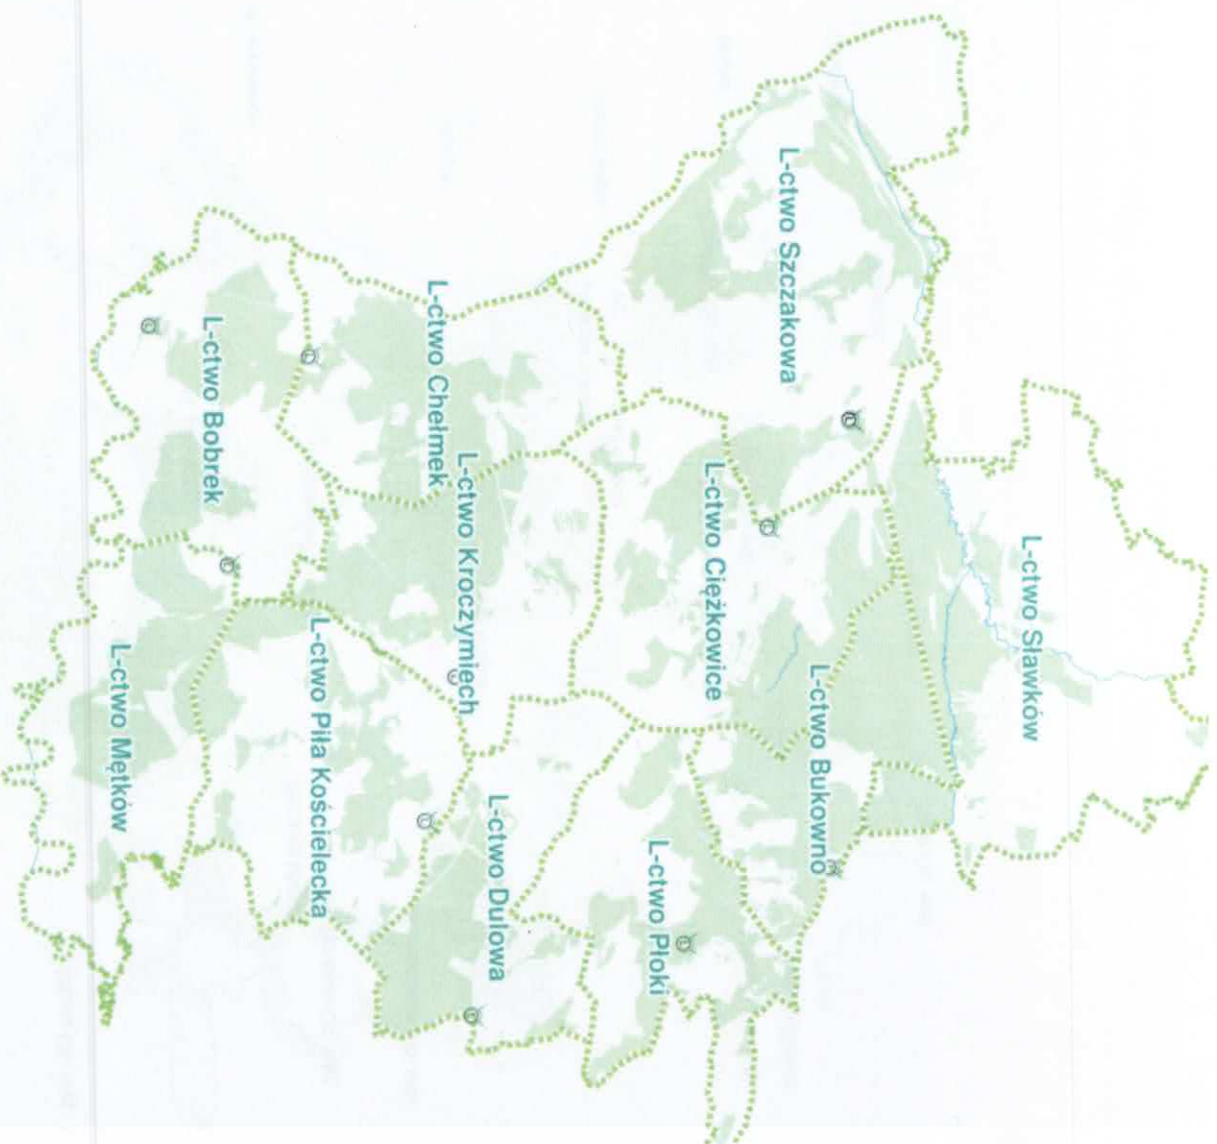 L-ctwo Sławków
L-ctwo Bukowno
L-ctwo Szczakowa
L-ctwo Ciężkowice
L-ctwo Płoki
L-ctwo Dulowa
L-ctwo Kroczymiech
L-ctwo Chełmek
L-ctwo Piła Kościelecka
L-ctwo Bobrek
L-ctwo Mętków